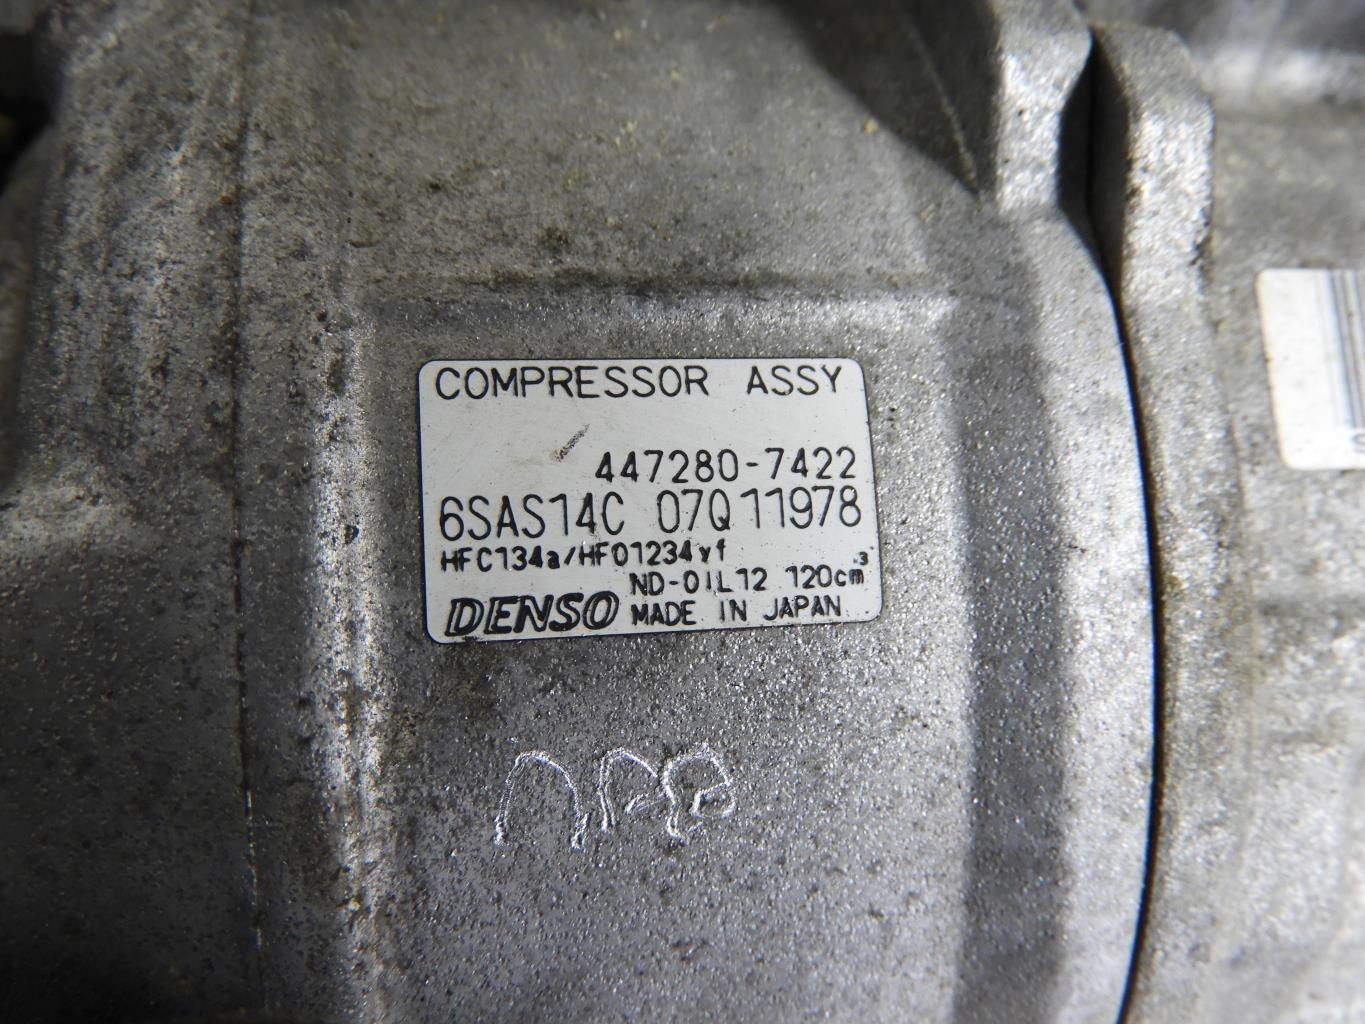 COMPRESSOR ASSY
447280-7422
6SAS14C 07Q11978
HFC134a/HFO1234yf
ND-OIL12 120cm³
DENSO MADE IN JAPAN